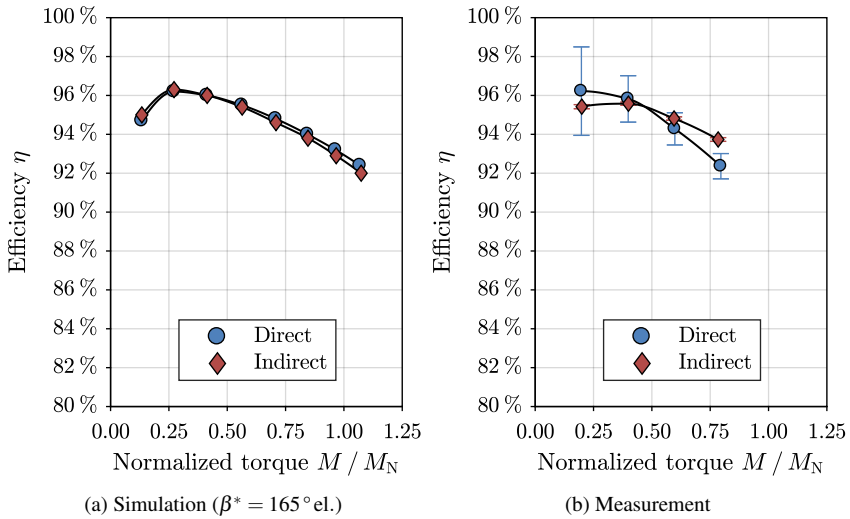 100 %
98 %
96 %
94 %
92 %
90 %
88 %
86 %
84 %
82 %
80 %
Efficiency η
Direct
Indirect
0.00 0.25 0.50 0.75 1.00 1.25
Normalized torque M / M_N
(a) Simulation (β* = 165° el.)
100 %
98 %
96 %
94 %
92 %
90 %
88 %
86 %
84 %
82 %
80 %
Efficiency η
Direct
Indirect
0.00 0.25 0.50 0.75 1.00 1.25
Normalized torque M / M_N
(b) Measurement